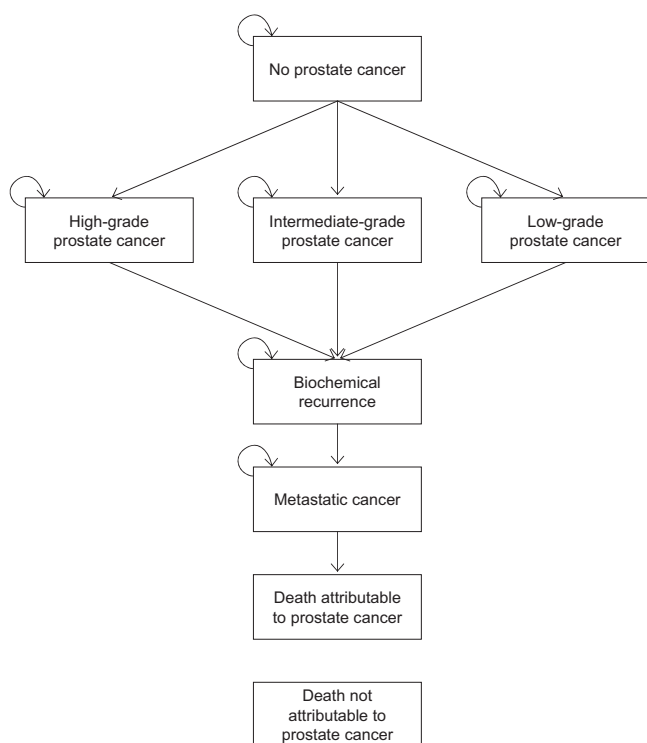 No prostate cancer
High-grade
prostate cancer
Intermediate-grade
prostate cancer
Low-grade
prostate cancer
Biochemical
recurrence
Metastatic cancer
Death attributable
to prostate cancer
Death not
attributable to
prostate cancer